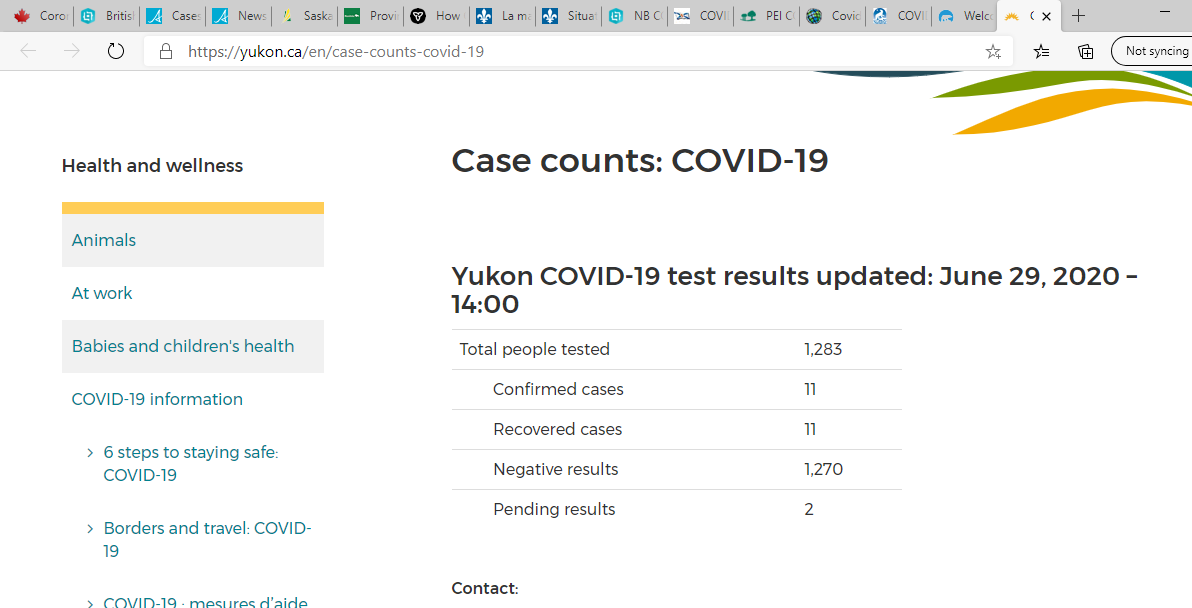 Coror
British
Case:
News
Saska
Provi
How
La ma
Situat
NB C
COVI
PEI C
Covid
COVI
Welc
https://yukon.ca/en/case-counts-covid-19
Not syncing
Health and wellness
Animals
At work
Babies and children's health
COVID-19 information
6 steps to staying safe:
COVID-19
Borders and travel: COVID-
19
COVID-19 : mesures d’aide
Case counts: COVID-19
Yukon COVID-19 test results updated: June 29, 2020 –
14:00
Total people tested 1,283
Confirmed cases 11
Recovered cases 11
Negative results 1,270
Pending results 2
Contact: